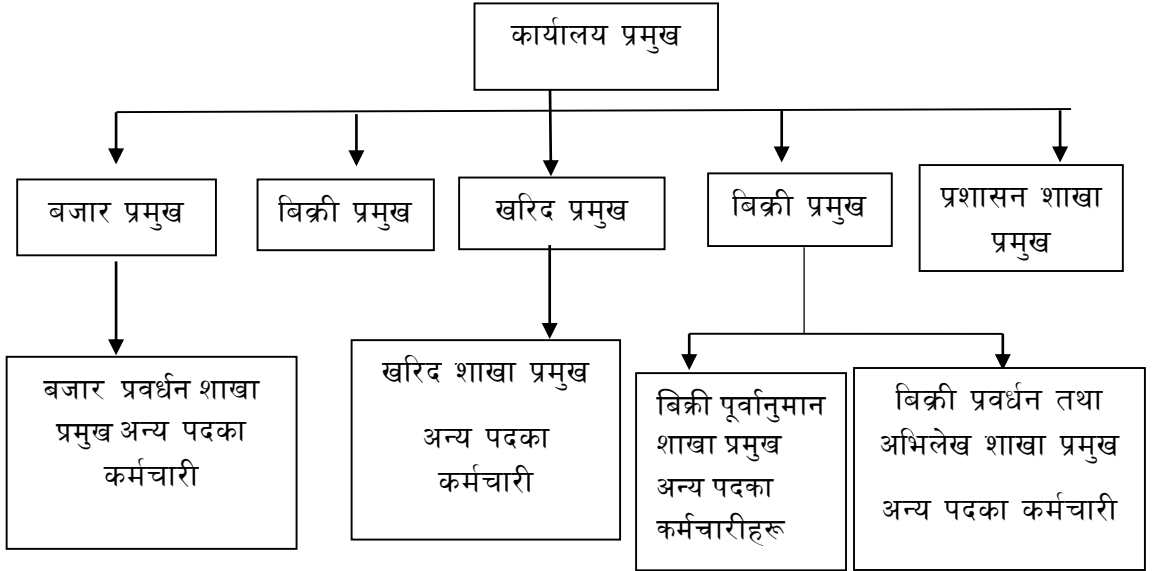 कार्यालय प्रमुख
बजार प्रमुख
बिक्री प्रमुख
खरिद प्रमुख
बिक्री प्रमुख
प्रशासन शाखा
प्रमुख
बजार प्रवर्धन शाखा
प्रमुख अन्य पदका
कर्मचारी
खरिद शाखा प्रमुख
अन्य पदका
कर्मचारी
बिक्री पूर्वानुमान
शाखा प्रमुख
अन्य पदका
कर्मचारीहरू
बिक्री प्रवर्धन तथा
अभिलेख शाखा प्रमुख
अन्य पदका कर्मचारी